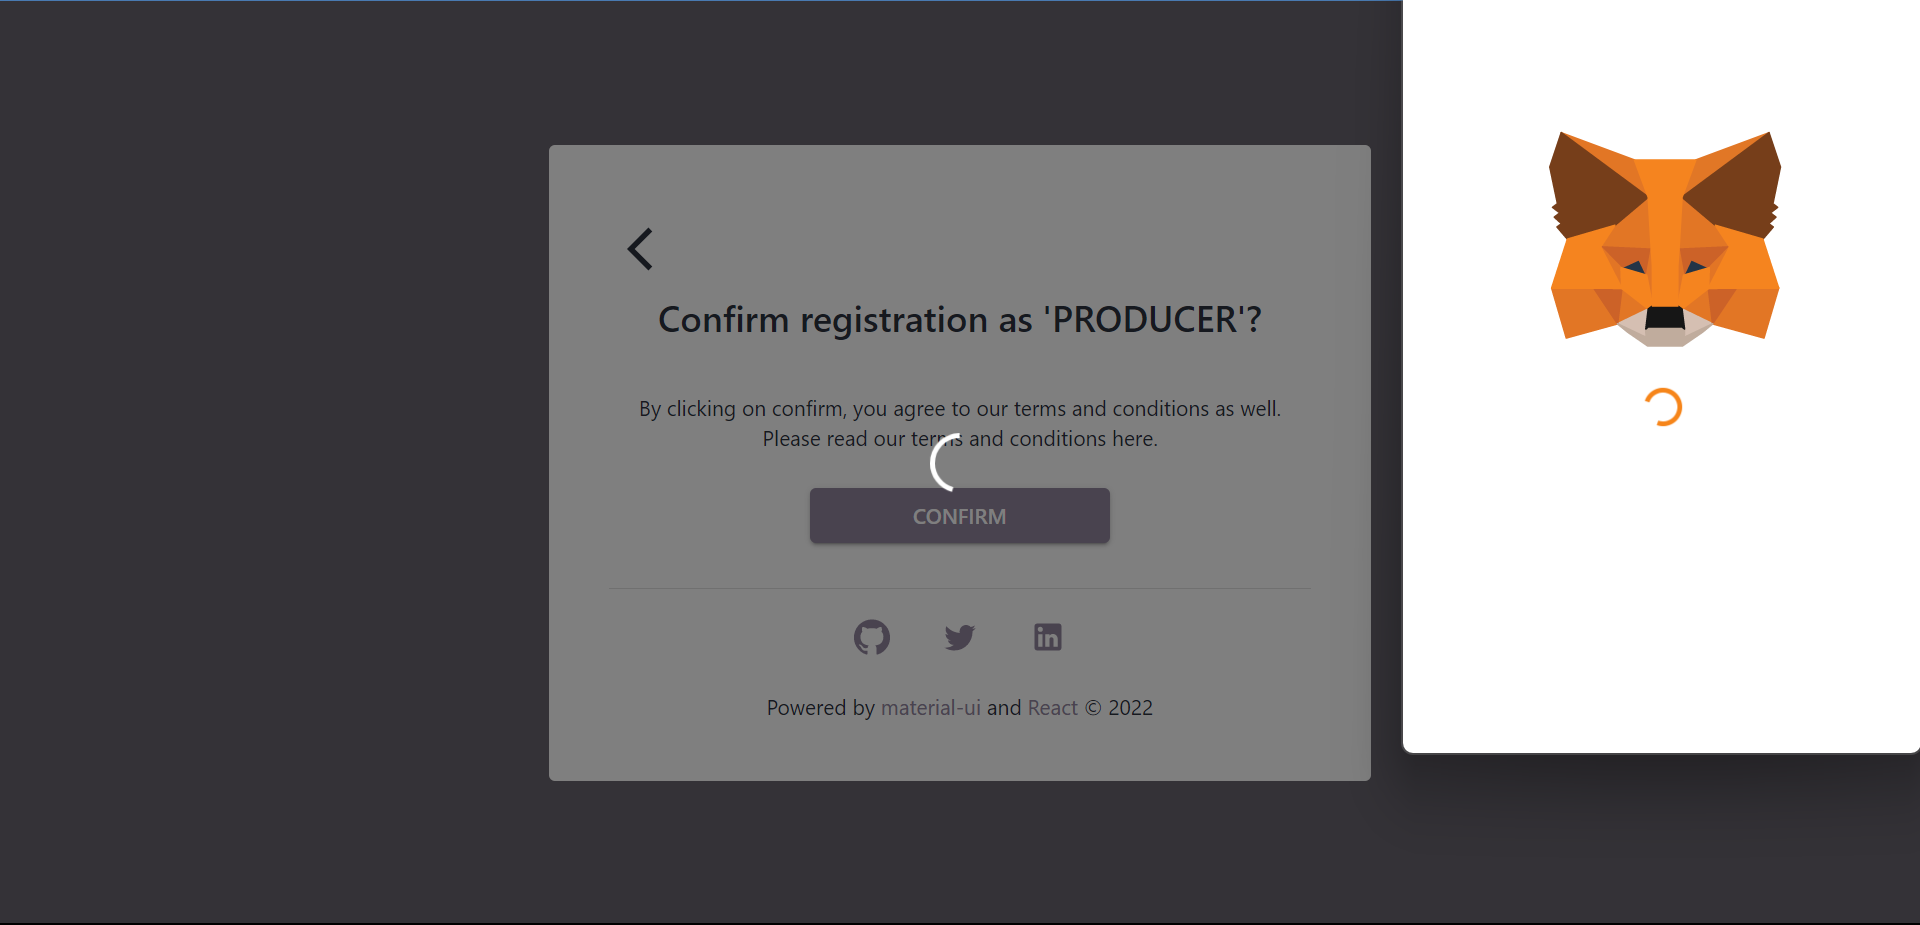 Confirm registration as 'PRODUCER'?
By clicking on confirm, you agree to our terms and conditions as well.
Please read our terms and conditions here.
CONFIRM
Powered by material-ui and React © 2022